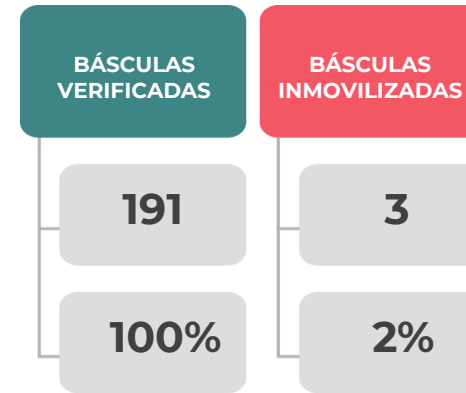 BÁSCULAS
VERIFICADAS
191
100%
BÁSCULAS
INMOVILIZADAS
3
2%